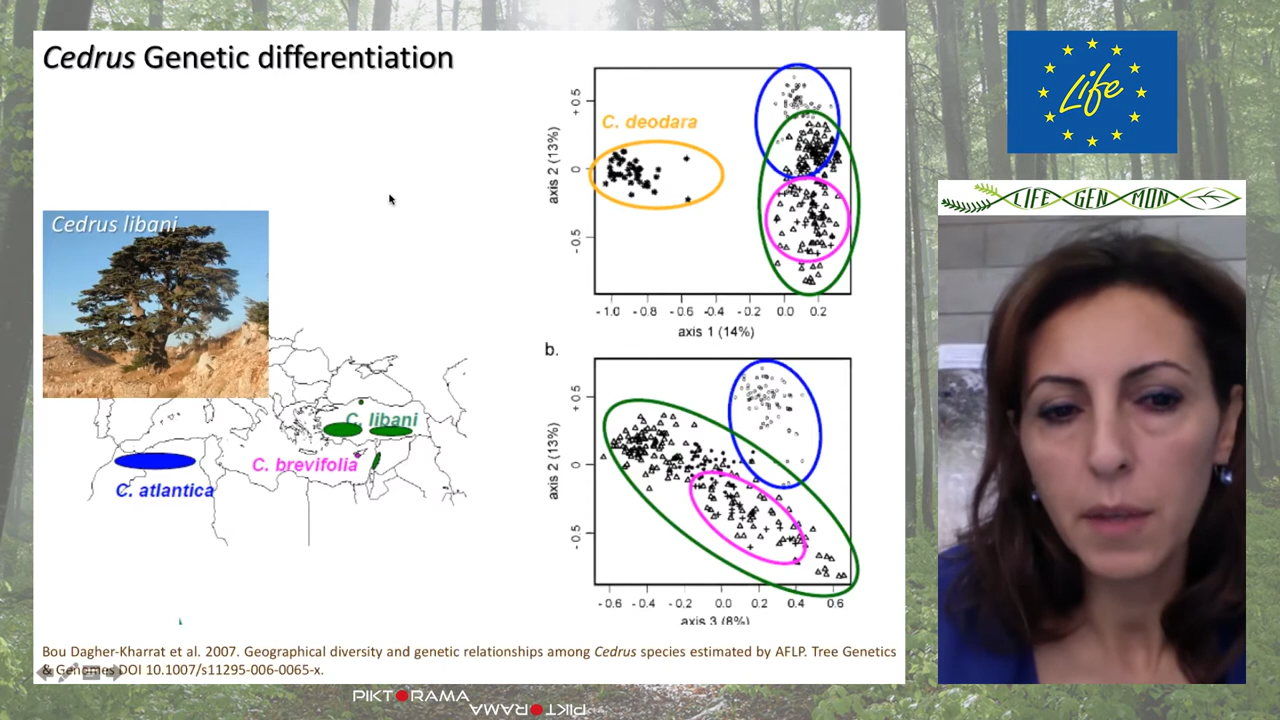 Cedrus Genetic differentiation
Cedrus libani
C. libani
C. brevifolia
C. atlantica
C. deodara
axis 2 (13%)
+0.5
0
-0.5
-1.0 -0.8 -0.6 -0.4 -0.2 0.0 0.2
axis 1 (14%)
b.
axis 2 (13%)
+0.5
0
-0.5
-0.6 -0.4 -0.2 0.0 0.2 0.4 0.6
axis 3 (8%)
Bou Dagher-Kharrat et al. 2007. Geographical diversity and genetic relationships among Cedrus species estimated by AFLP. Tree Genetics
& Genomes DOI 10.1007/s11295-006-0065-x.
Life
LIFE GEN MON
PIKTORAMA
PIKTORAMA